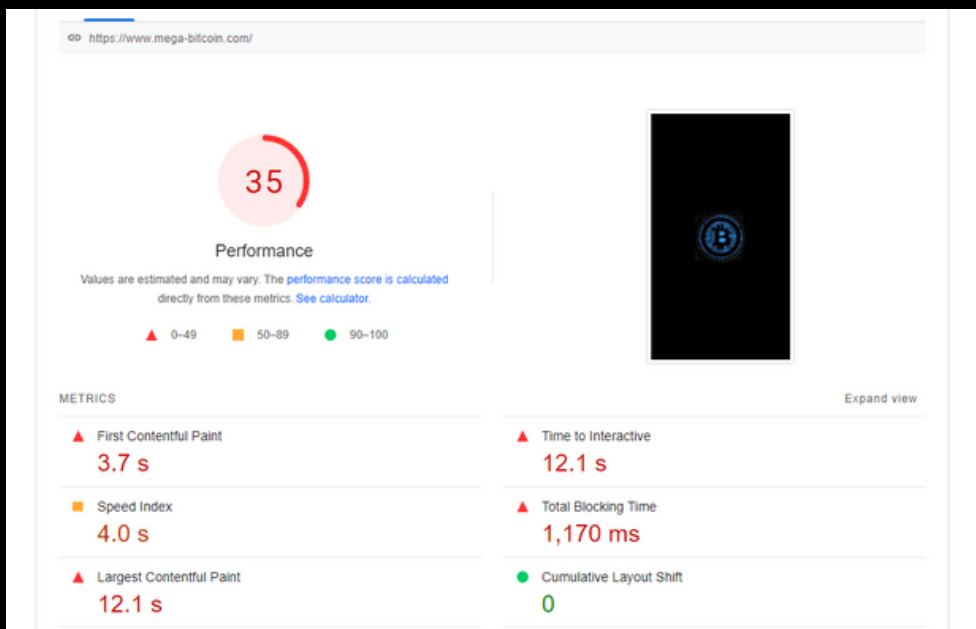 https://www.mega-bitcoin.com/
35
Performance
Values are estimated and may vary. The performance score is calculated
directly from these metrics. See calculator.
0–49
50–89
90–100
METRICS
Expand view
First Contentful Paint
3.7 s
Time to Interactive
12.1 s
Speed Index
4.0 s
Total Blocking Time
1,170 ms
Largest Contentful Paint
12.1 s
Cumulative Layout Shift
0